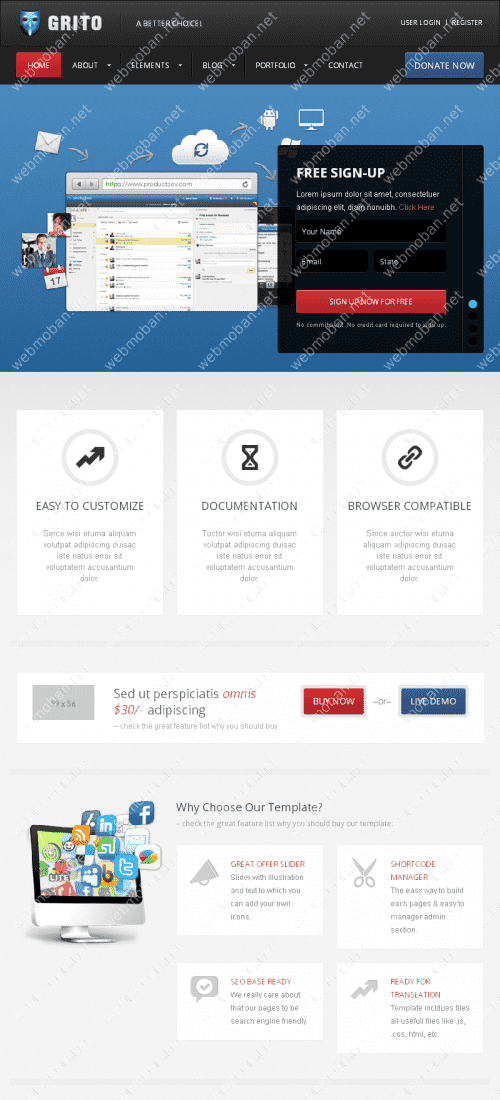 GRITO
A BETTER CHOICE!
USER LOGIN | REGISTER
HOME ABOUT ELEMENTS BLOG PORTFOLIO CONTACT DONATE NOW
https://www.productsov.com
FREE SIGN-UP
Lorem ipsum dolor sit amet, consectetuer
adipiscing elit, diam nonuibh. Click Here
Your Name
Email State
17
SIGN UP NOW FOR FREE
No commitment. No credit card required to sign up.
EASY TO CUSTOMIZE
Serce wisi eturna aliquam
volutpat adipiscing duisac
iste natus error sit
voluptatem accusantium
dolor.
DOCUMENTATION
Tuctor wisi eturna eliquam
volutpat adipiscing duisac
iste natus error sit
voluptatem accusantium
dolor.
BROWSER COMPATIBLE
Serce auctor wisi eturna
aliquam adipiscing duisac
iste natus error sit
voluptatem accusantium
dolor.
Sed ut perspiciatis omnis
$30/- adipiscing
– check the great feature list why you should buy
BUY NOW –or– LIVE DEMO
Why Choose Our Template?
– check the great feature list why you should buy our template.
GREAT OFFER SLIDER
Slider with illustration
and text to which you
can add your own
icons.
SHORTCODE
MANAGER
The easy way to build
each pages & easy to
manager admin
section.
SEO BASE READY
We really care about
that our pages to be
search engine friendly.
READY FOR
TRANSLATION
Template incldues files
all usefull files like .js,
.css, html, etc.
LITE
webmoban.net